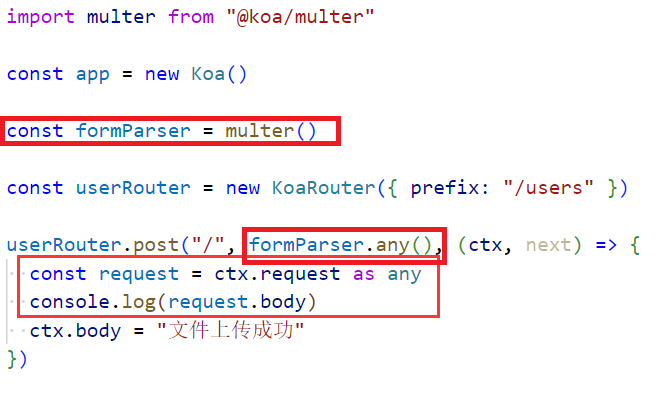 import multer from "@koa/multer"
const app = new Koa()
const formParser = multer()
const userRouter = new KoaRouter({ prefix: "/users" })
userRouter.post("/", formParser.any(), (ctx, next) => {
const request = ctx.request as any
console.log(request.body)
ctx.body = "文件上传成功"
})